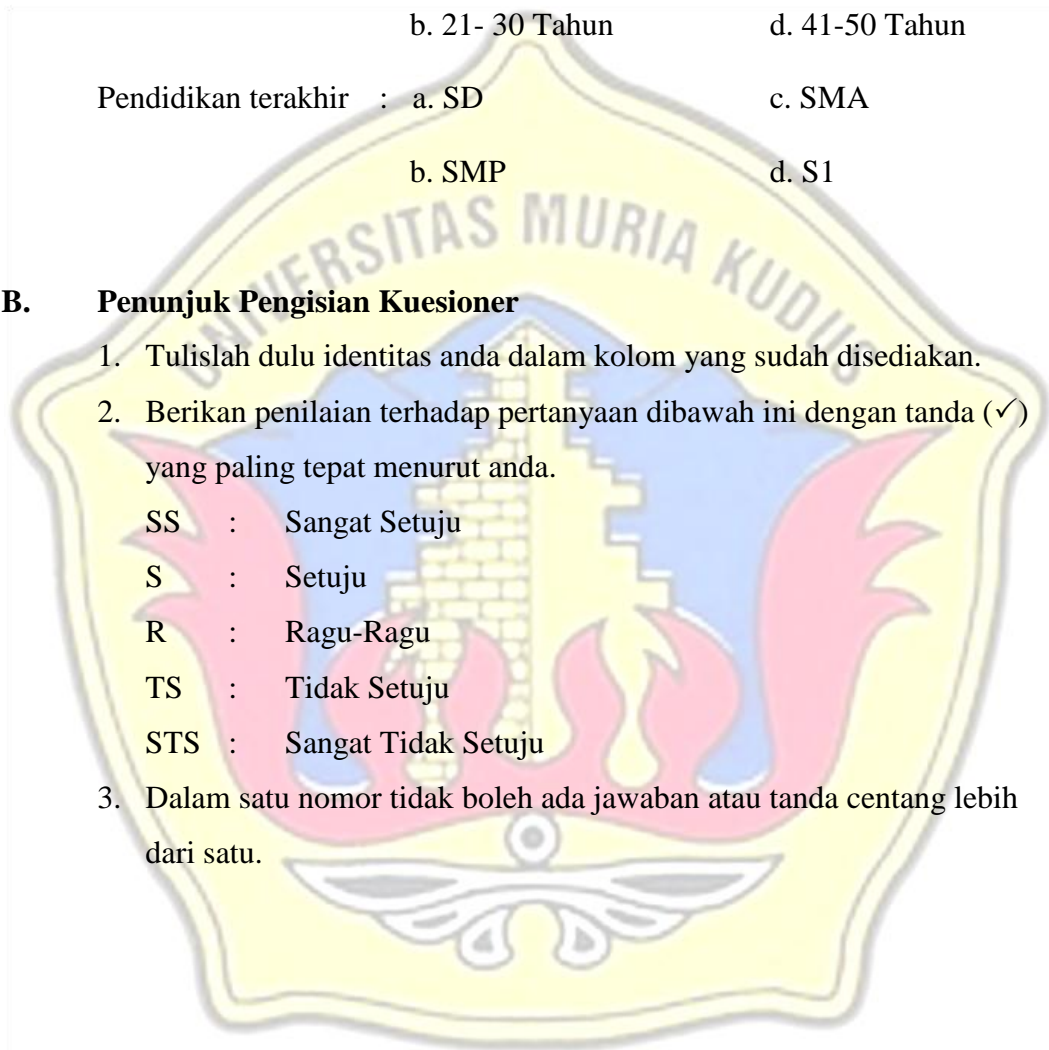 b. 21- 30 Tahun d. 41-50 Tahun
Pendidikan terakhir : a. SD c. SMA
b. SMP d. S1
UNIVERSITAS MURIA KUDUS
B. Penunjuk Pengisian Kuesioner
1. Tulislah dulu identitas anda dalam kolom yang sudah disediakan.
2. Berikan penilaian terhadap pertanyaan dibawah ini dengan tanda (✓)
yang paling tepat menurut anda.
SS : Sangat Setuju
S : Setuju
R : Ragu-Ragu
TS : Tidak Setuju
STS : Sangat Tidak Setuju
3. Dalam satu nomor tidak boleh ada jawaban atau tanda centang lebih
dari satu.